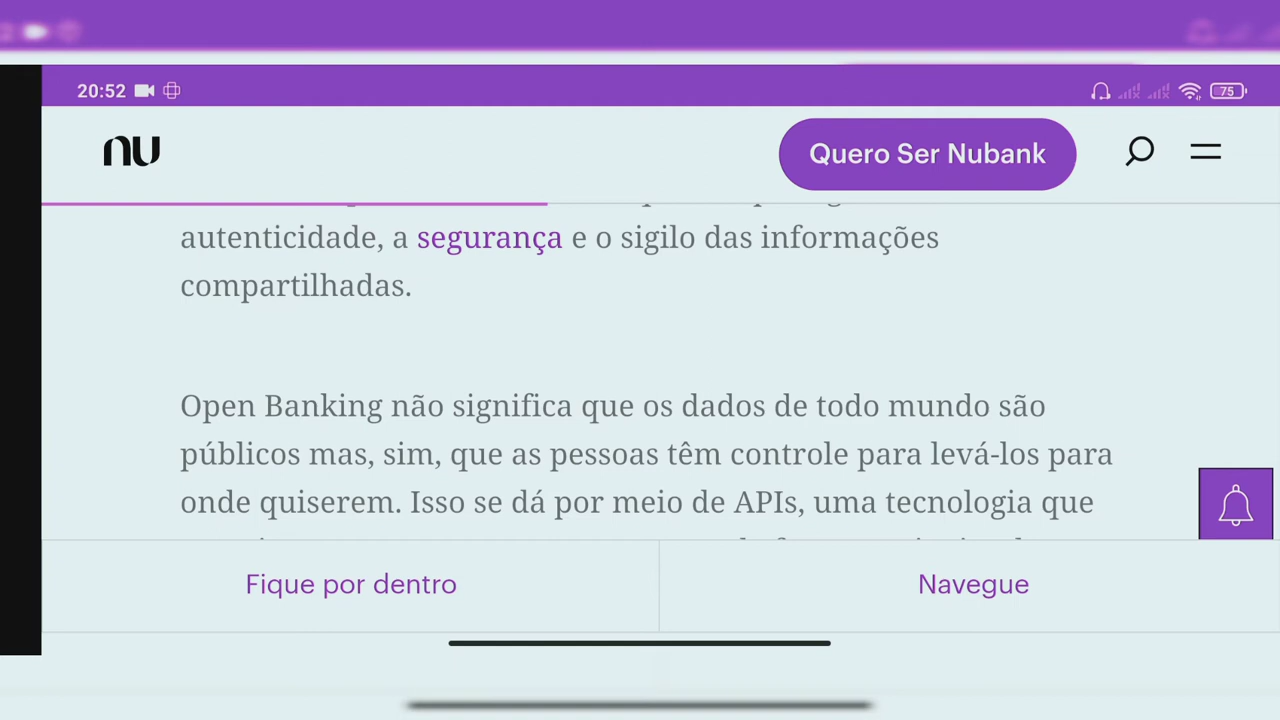 20:52
75
nu
Quero Ser Nubank
autenticidade, a segurança e o sigilo das informações
compartilhadas.
Open Banking não significa que os dados de todo mundo são
públicos mas, sim, que as pessoas têm controle para levá-los para
onde quiserem. Isso se dá por meio de APIs, uma tecnologia que
Fique por dentro
Navegue